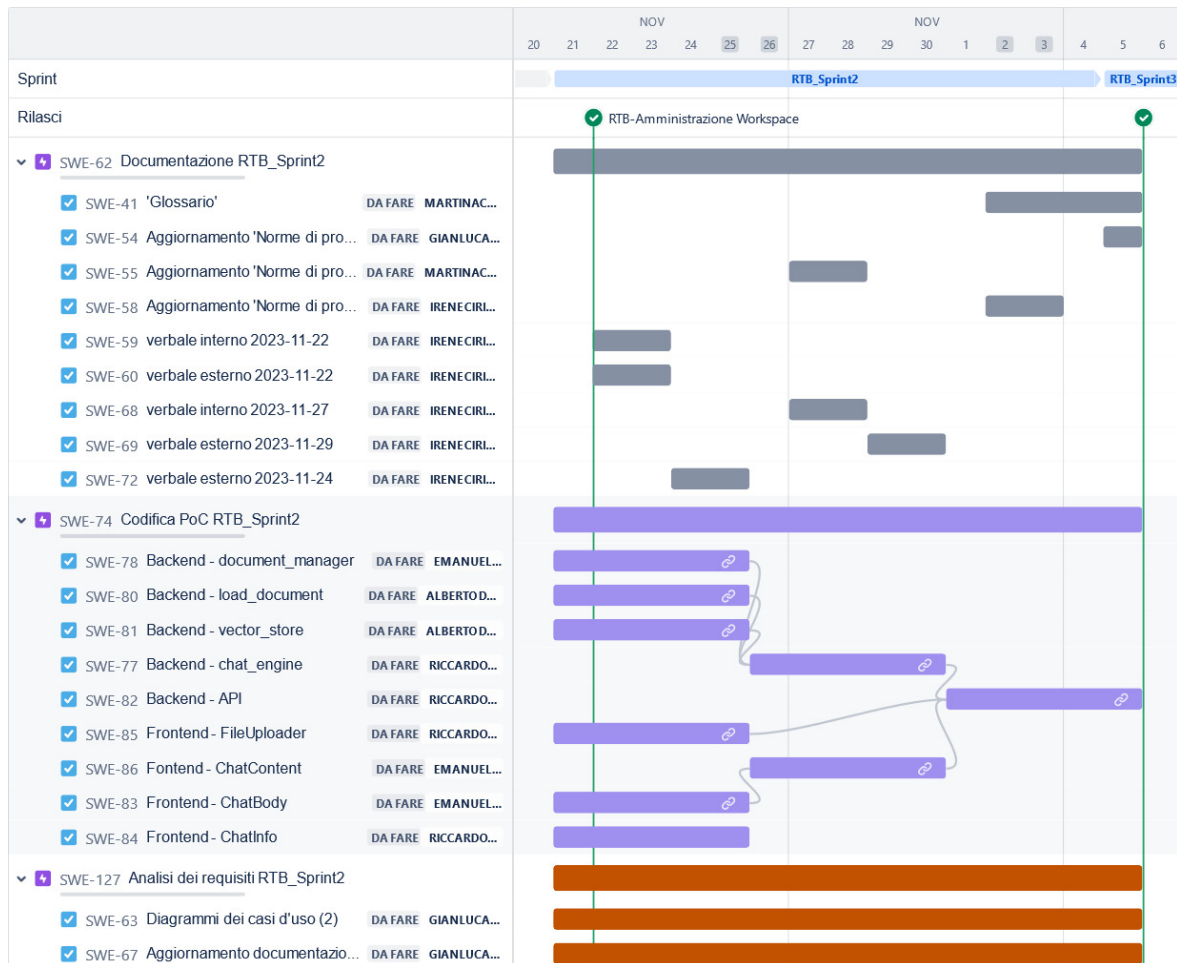 NOV NOV
20 21 22 23 24 25 26 27 28 29 30 1 2 3 4 5 6
Sprint RTB_Sprint2 RTB_Sprint3
Rilasci RTB-Amministrazione Workspace
SWE-62 Documentazione RTB_Sprint2
SWE-41 'Glossario' DA FARE MARTINAC...
SWE-54 Aggiornamento 'Norme di pro... DA FARE GIANLUCA...
SWE-55 Aggiornamento 'Norme di pro... DA FARE MARTINAC...
SWE-58 Aggiornamento 'Norme di pro... DA FARE IRENECIRI...
SWE-59 verbale interno 2023-11-22 DA FARE IRENECIRI...
SWE-60 verbale esterno 2023-11-22 DA FARE IRENECIRI...
SWE-68 verbale interno 2023-11-27 DA FARE IRENECIRI...
SWE-69 verbale esterno 2023-11-29 DA FARE IRENECIRI...
SWE-72 verbale esterno 2023-11-24 DA FARE IRENECIRI...
SWE-74 Codifica PoC RTB_Sprint2
SWE-78 Backend - document_manager DA FARE EMANUEL...
SWE-80 Backend - load_document DA FARE ALBERTOD...
SWE-81 Backend - vector_store DA FARE ALBERTOD...
SWE-77 Backend - chat_engine DA FARE RICCARDO...
SWE-82 Backend - API DA FARE RICCARDO...
SWE-85 Frontend - FileUploader DA FARE RICCARDO...
SWE-86 Fontend - ChatContent DA FARE EMANUEL...
SWE-83 Frontend - ChatBody DA FARE EMANUEL...
SWE-84 Frontend - ChatInfo DA FARE RICCARDO...
SWE-127 Analisi dei requisiti RTB_Sprint2
SWE-63 Diagrammi dei casi d'uso (2) DA FARE GIANLUCA...
SWE-67 Aggiornamento documentazio... DA FARE GIANLUCA...